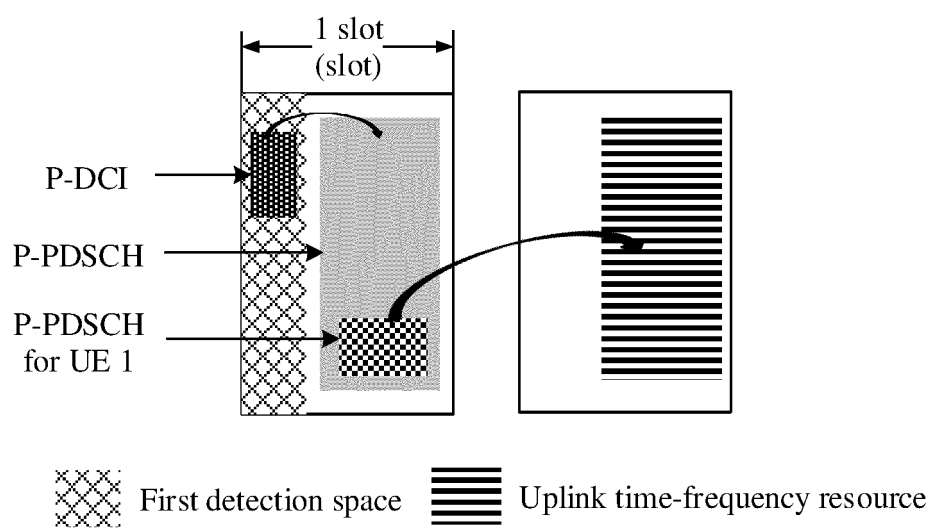 1 slot
(slot)
P-DCI
P-PDSCH
P-PDSCH
for UE 1
First detection space
Uplink time-frequency resource